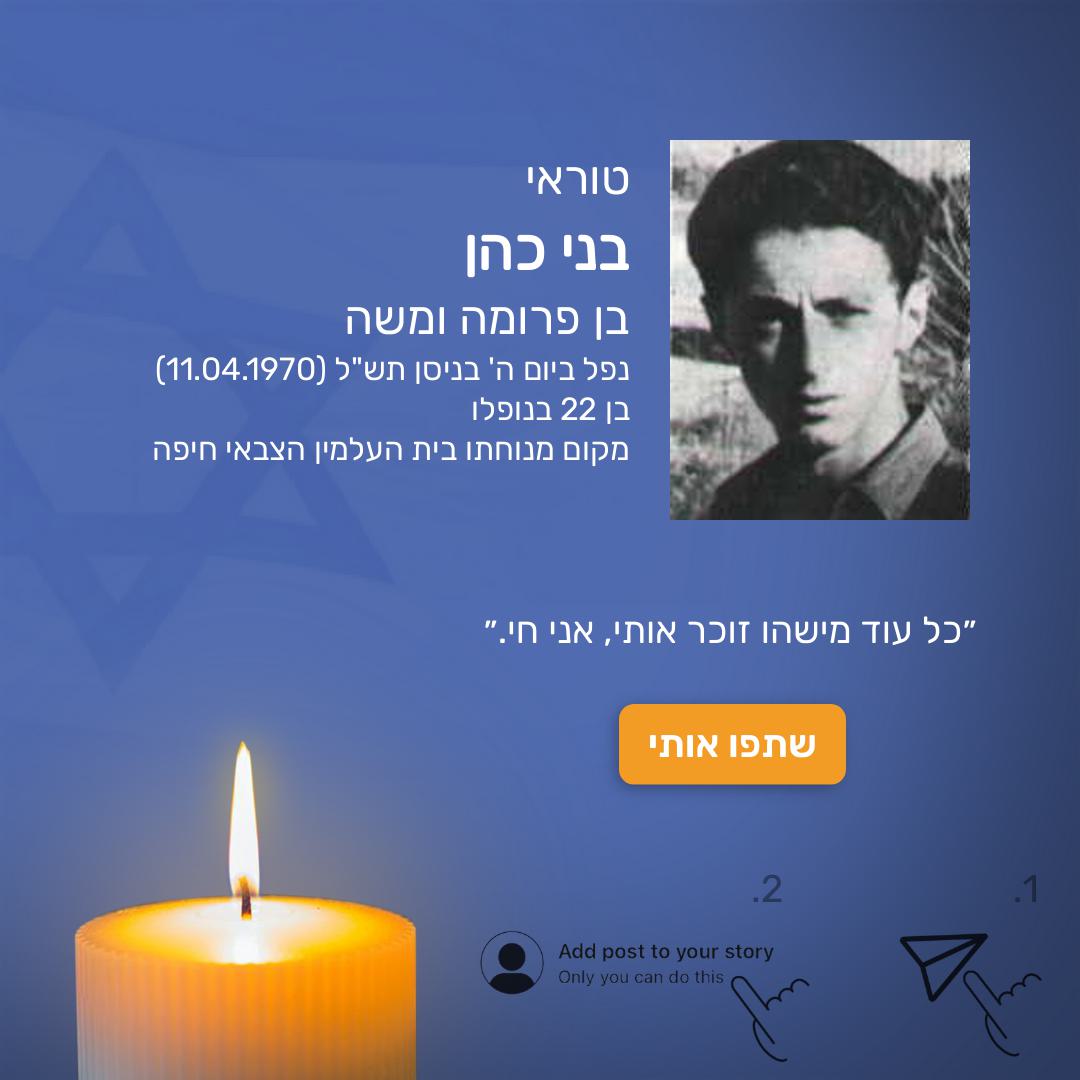 טוראי
בני כהן
בן פרומה ומשה
נפל ביום ה' בניסן תש"ל (11.04.1970)
בן 22 בנופלו
מקום מנוחתו בית העלמין הצבאי חיפה
״כל עוד מישהו זוכר אותי, אני חי.״
שתפו אותי
1.
2.
Add post to your story
Only you can do this